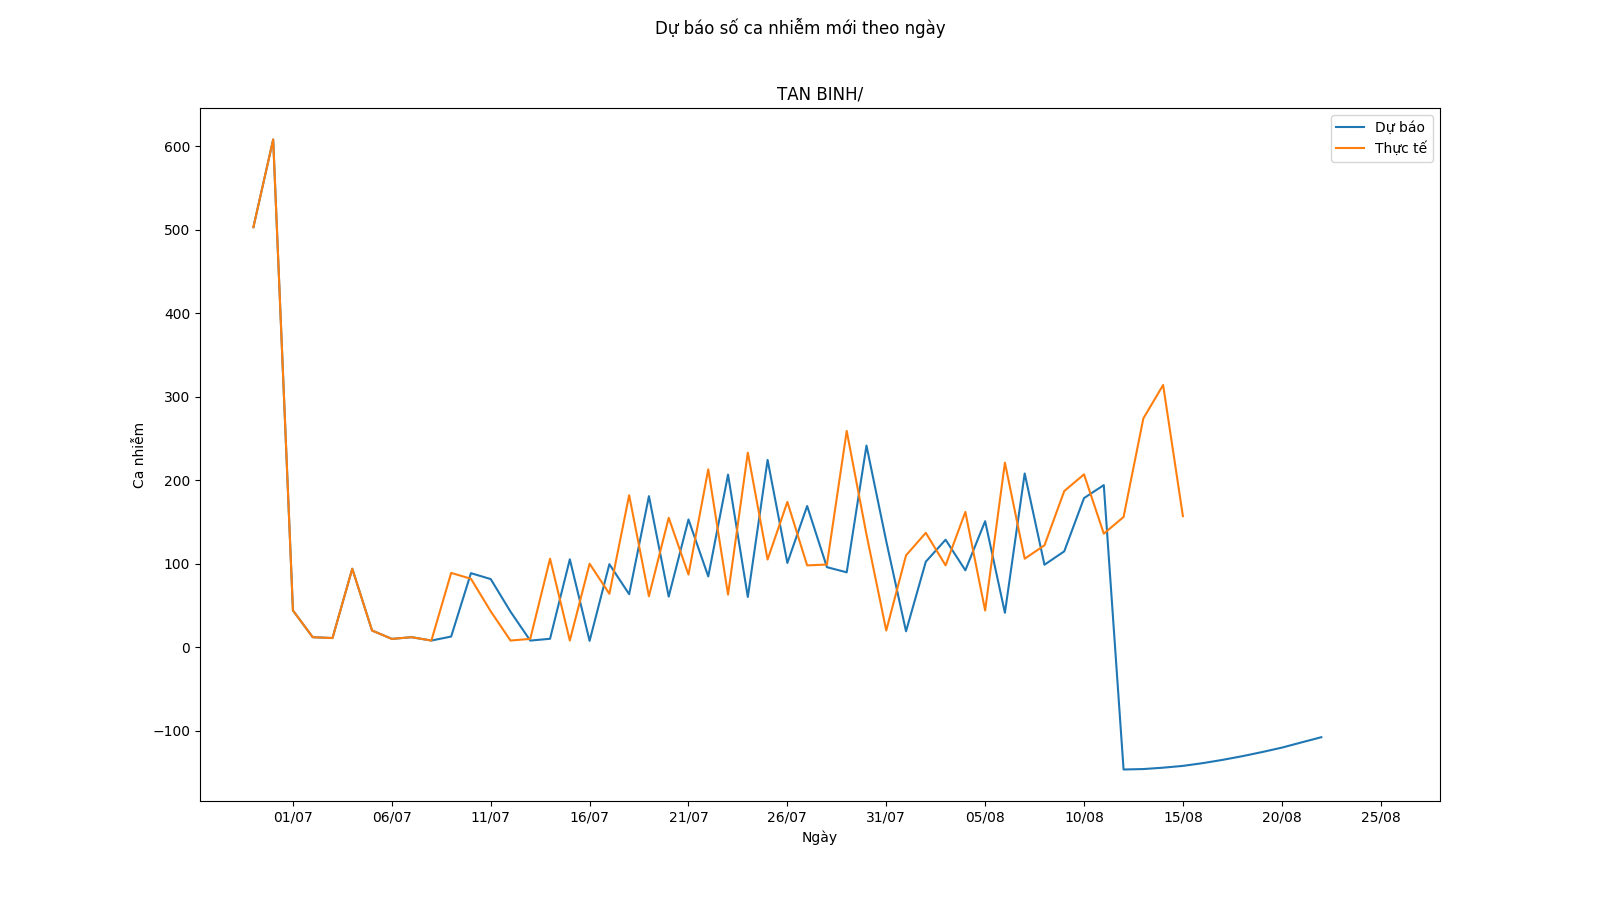 Dự báo số ca nhiễm mới theo ngày
TAN BINH/
Dự báo
Thực tế
600
500
400
300
200
100
0
−100
Ca nhiễm
01/07 06/07 11/07 16/07 21/07 26/07 31/07 05/08 10/08 15/08 20/08 25/08
Ngày